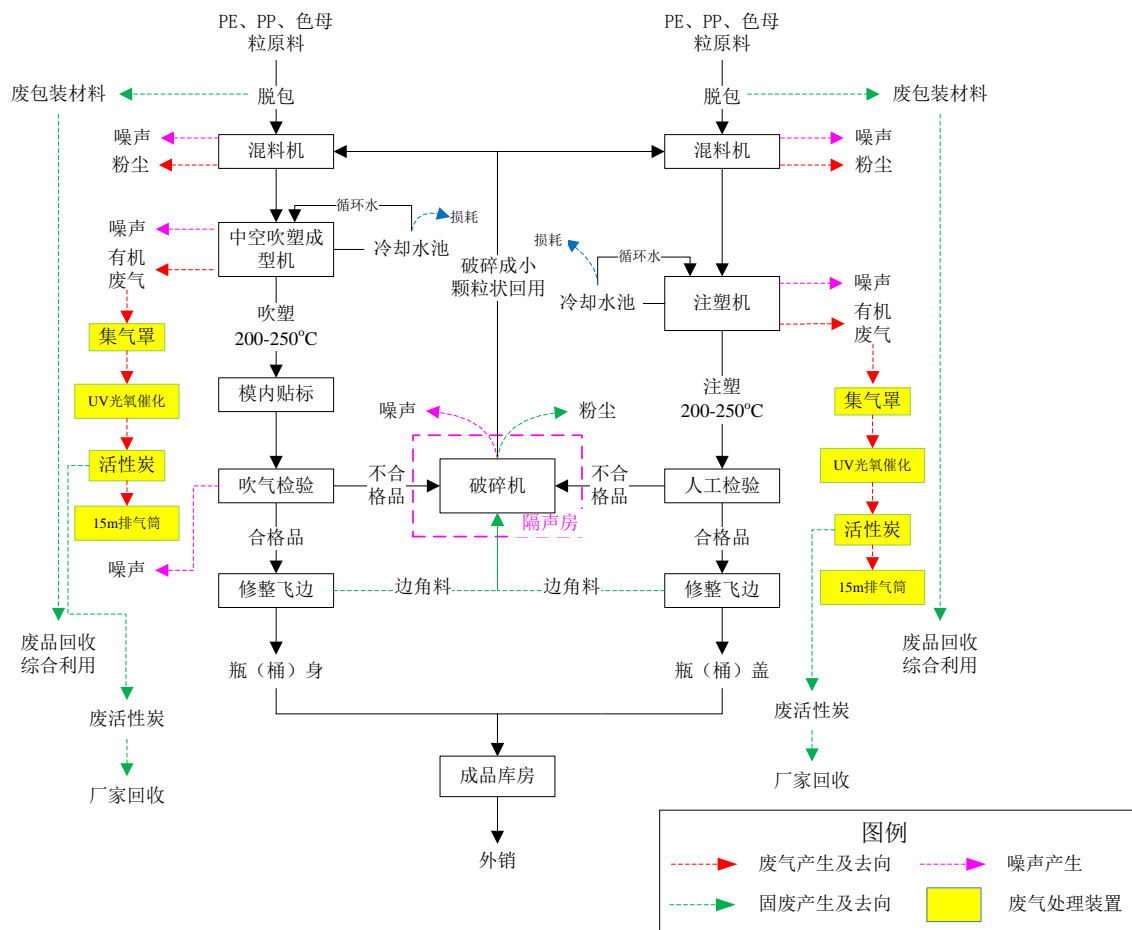 PE、PP、色母
粒原料
PE、PP、色母
粒原料
废包装材料
脱包
脱包
废包装材料
噪声
粉尘
混料机
混料机
噪声
粉尘
循环水
损耗
噪声
有机
废气
中空吹塑成
型机
冷却水池
破碎成小
颗粒状回用
损耗
循环水
冷却水池
注塑机
噪声
有机
废气
吹塑
200-250°C
集气罩
UV光氧催化
活性炭
15m排气筒
模内贴标
注塑
200-250°C
集气罩
UV光氧催化
活性炭
15m排气筒
噪声
粉尘
吹气检验
不合
格品
破碎机
隔声房
不合
格品
人工检验
噪声
合格品
合格品
修整飞边
边角料
边角料
修整飞边
废品回收
综合利用
瓶（桶）身
瓶（桶）盖
废品回收
综合利用
废活性炭
废活性炭
厂家回收
成品库房
厂家回收
外销
图例
废气产生及去向
噪声产生
固废产生及去向
废气处理装置